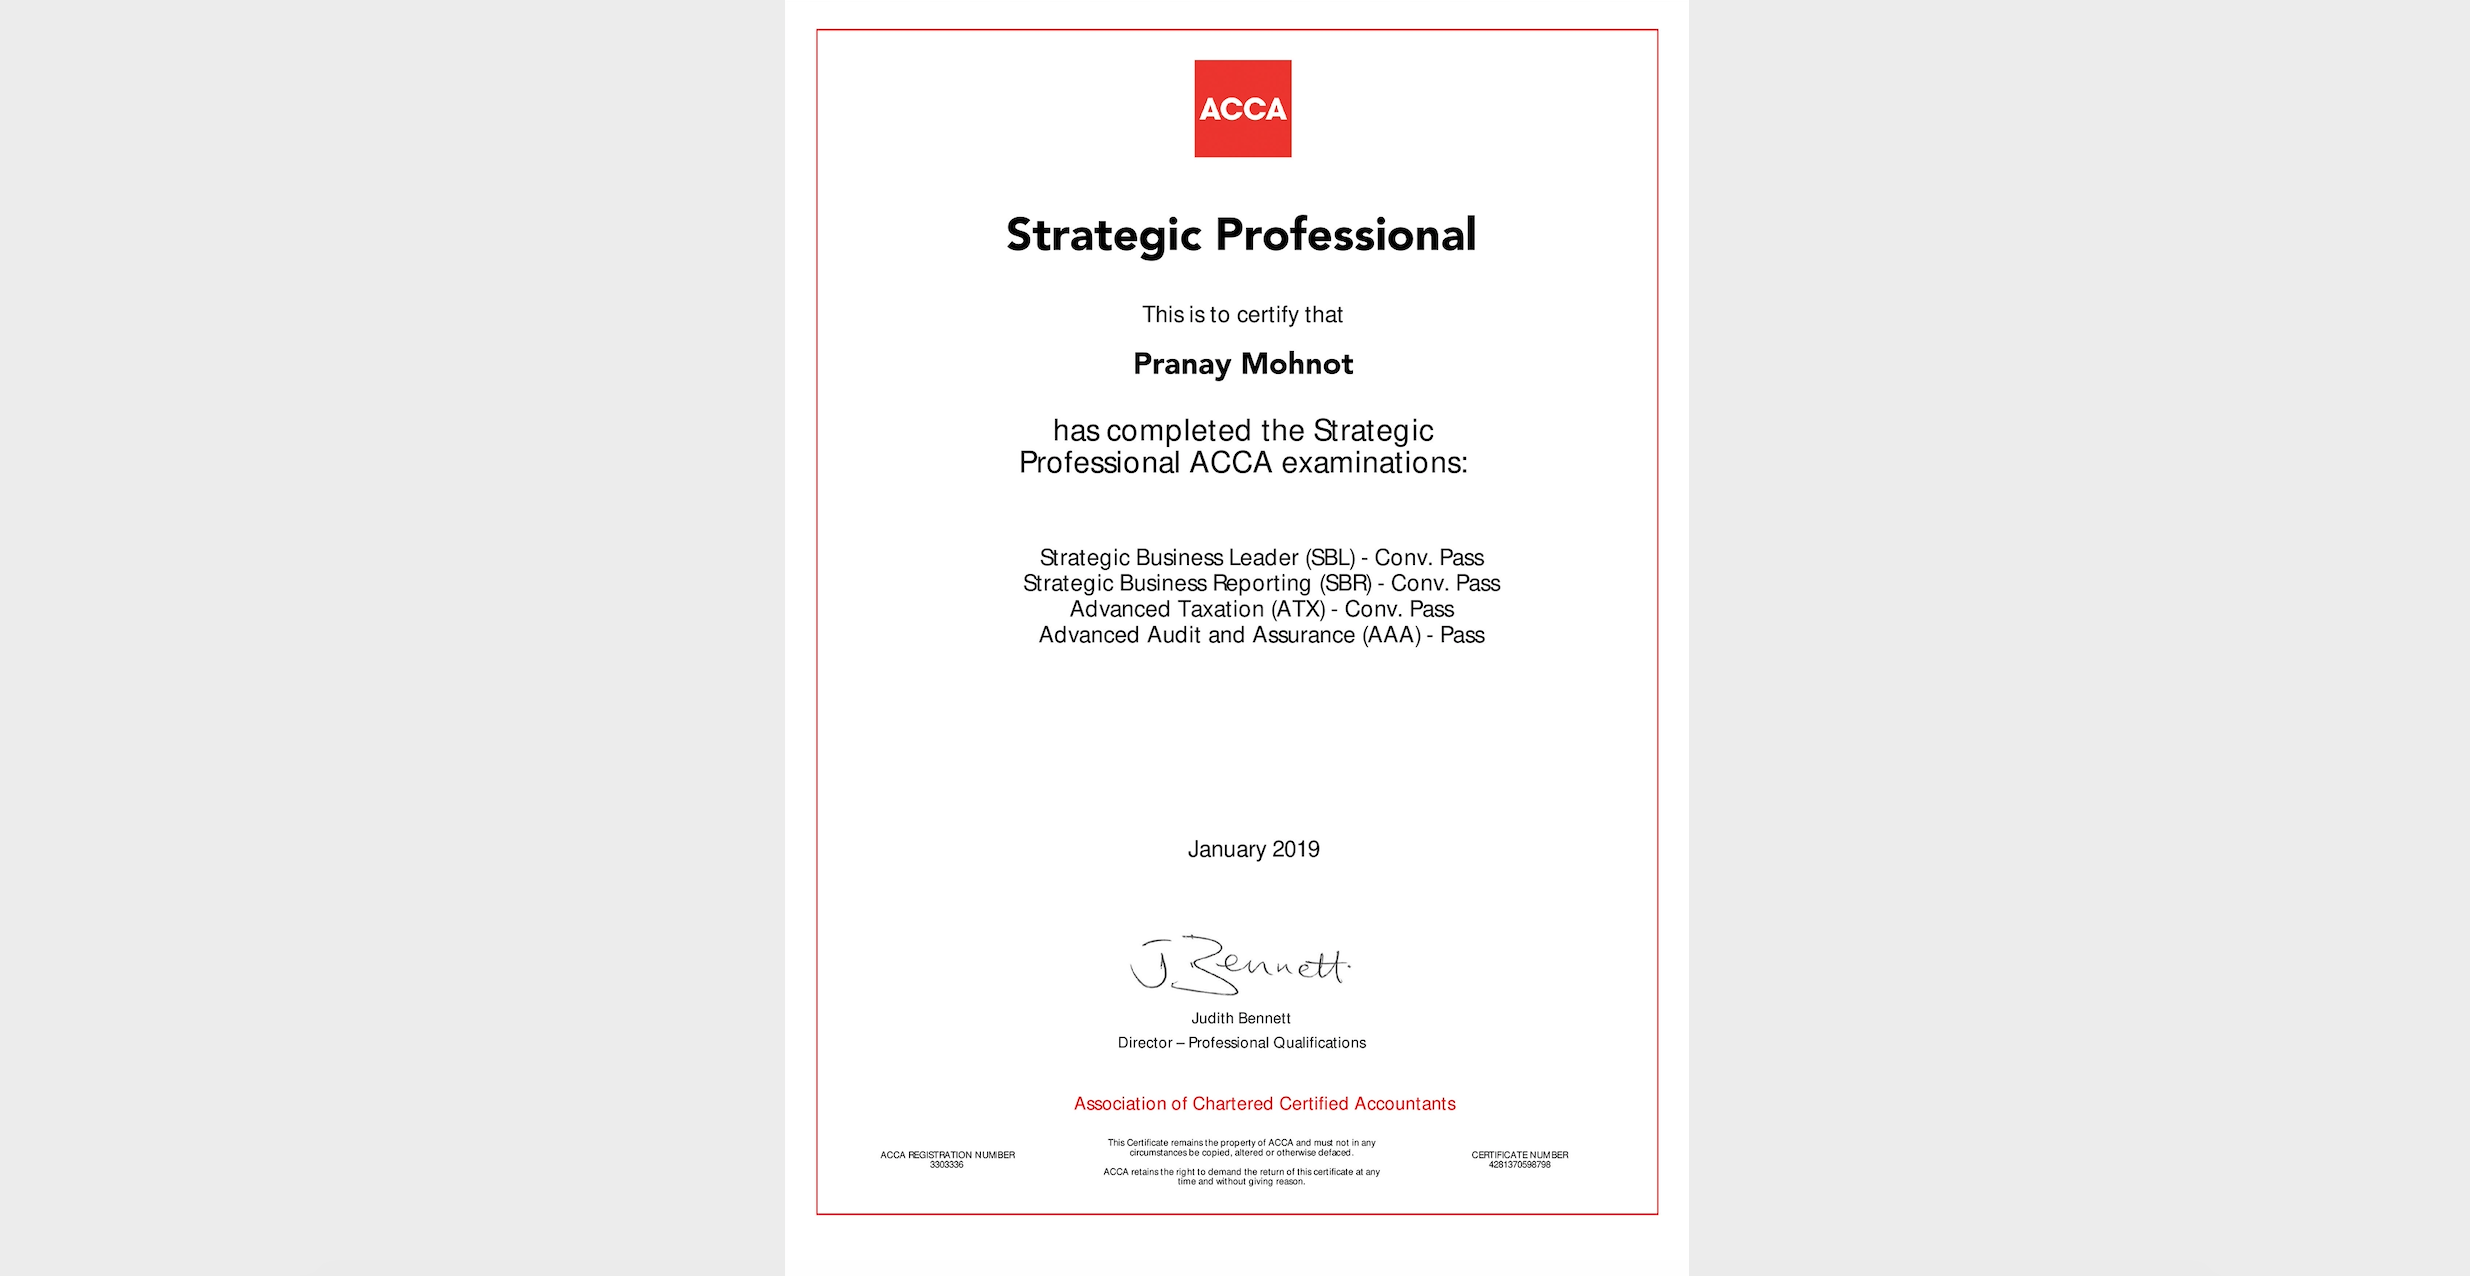 ACCA
Strategic Professional
This is to certify that
Pranay Mohnot
has completed the Strategic
Professional ACCA examinations:
Strategic Business Leader (SBL) - Conv. Pass
Strategic Business Reporting (SBR) - Conv. Pass
Advanced Taxation (ATX) - Conv. Pass
Advanced Audit and Assurance (AAA) - Pass
January 2019
J Bennett.
Judith Bennett
Director – Professional Qualifications
Association of Chartered Certified Accountants
ACCA REGISTRATION NUMBER
3303336
This Certificate remains the property of ACCA and must not in any
circumstances be copied, altered or otherwise defaced.
ACCA retains the right to demand the return of this certificate at any
time and without giving reason.
CERTIFICATE NUMBER
4281370598798